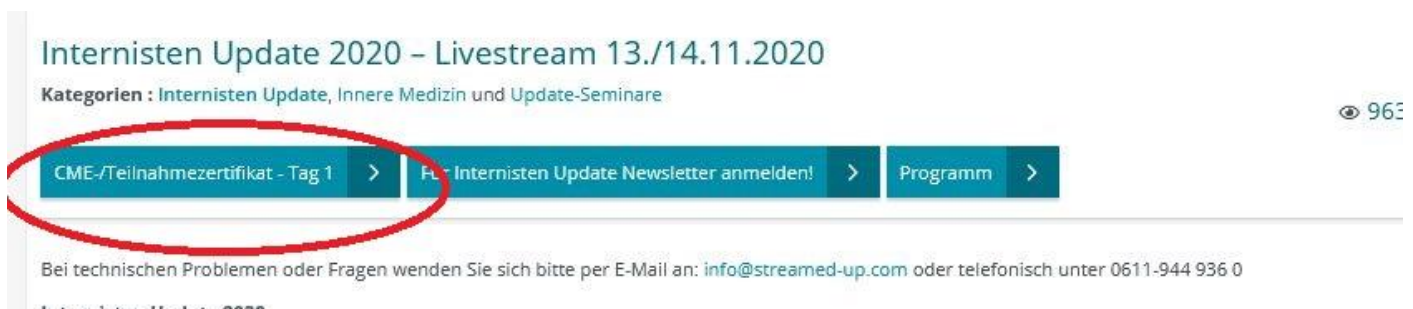 Internisten Update 2020 – Livestream 13./14.11.2020
Kategorien : Internisten Update, Innere Medizin und Update-Seminare
963
CME-/Teilnahmezertifikat - Tag 1 > Für Internisten Update Newsletter anmelden! > Programm >
Bei technischen Problemen oder Fragen wenden Sie sich bitte per E-Mail an: info@streamed-up.com oder telefonisch unter 0611-944 936 0